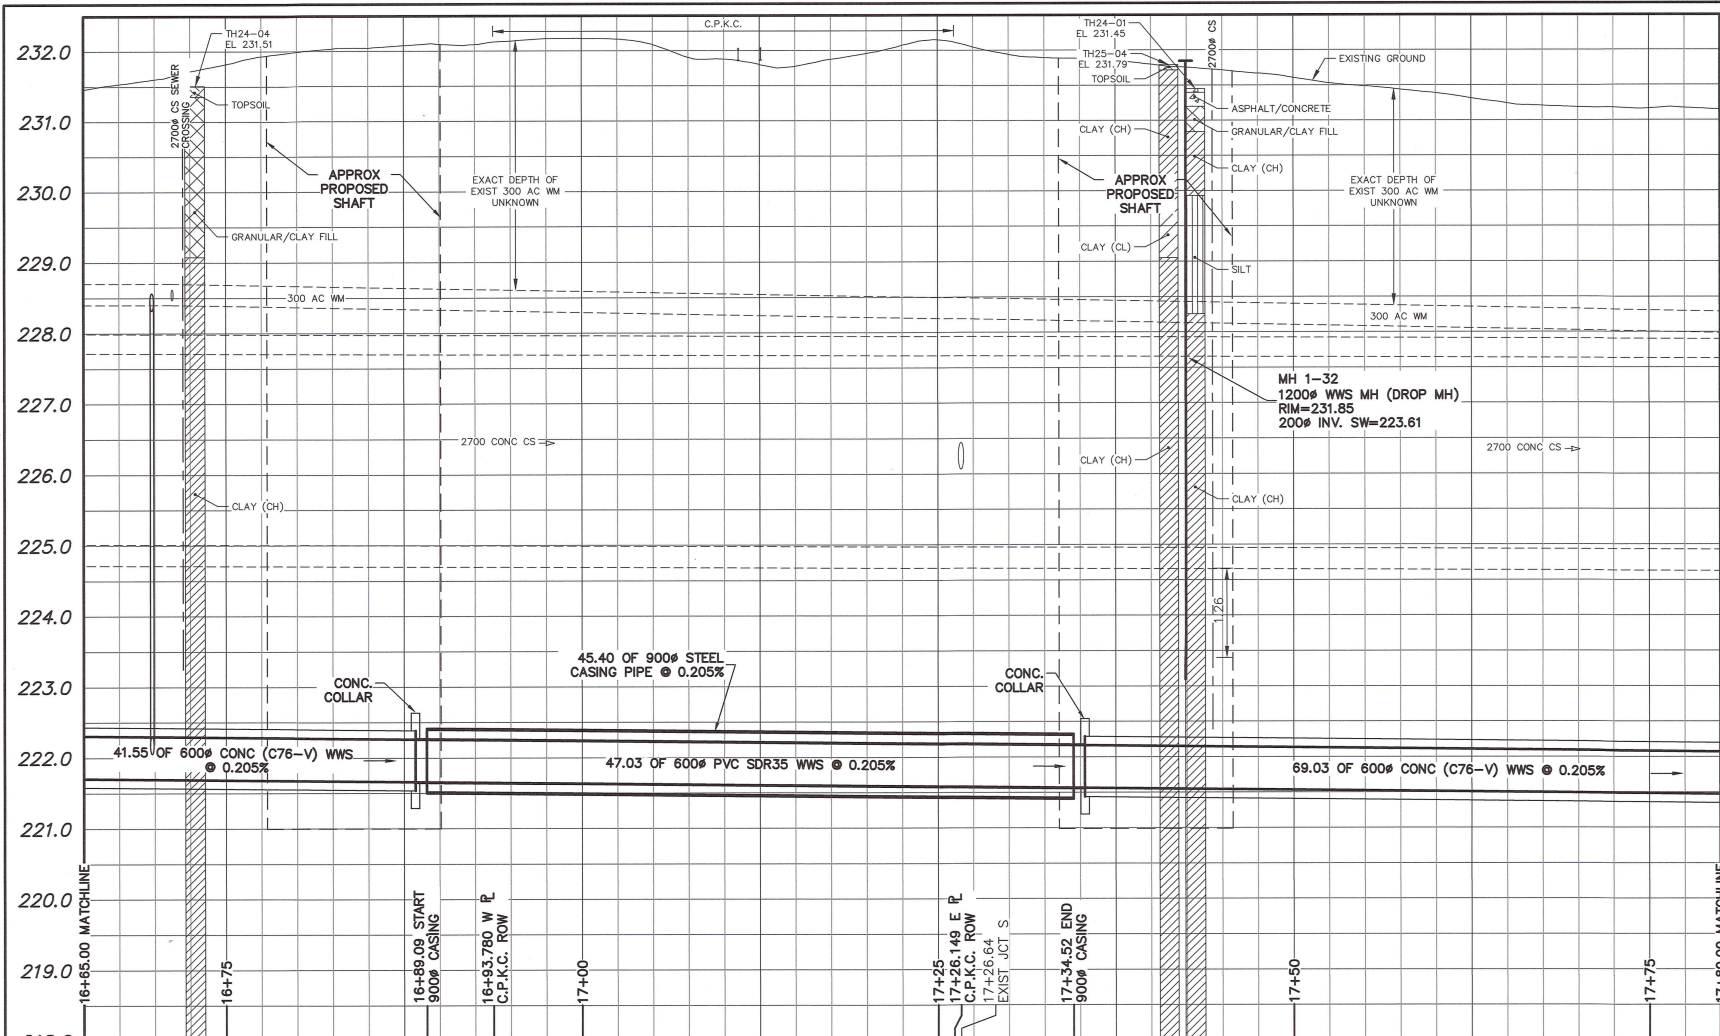 C.P.K.C.
TH24-04
EL 231.51
TH24-01
EL 231.45
TH25-04
EL 231.79
TOPSOIL
2700ø CS
EXISTING GROUND
232.0
231.0
230.0
229.0
228.0
227.0
226.0
225.0
224.0
223.0
222.0
221.0
220.0
219.0
2700ø CS SEWER
CROSSING
TOPSOIL
APPROX
PROPOSED
SHAFT
EXACT DEPTH OF
EXIST 300 AC WM
UNKNOWN
GRANULAR/CLAY FILL
300 AC WM
2700 CONC CS
CLAY (CH)
CLAY (CH)
APPROX
PROPOSED
SHAFT
CLAY (CL)
CLAY (CH)
ASPHALT/CONCRETE
GRANULAR/CLAY FILL
CLAY (CH)
SILT
EXACT DEPTH OF
EXIST 300 AC WM
UNKNOWN
300 AC WM
MH 1-32
1200ø WWS MH (DROP MH)
RIM=231.85
200ø INV. SW=223.61
2700 CONC CS
CLAY (CH)
1.26
45.40 OF 900ø STEEL
CASING PIPE @ 0.205%
CONC.
COLLAR
CONC.
COLLAR
41.55 OF 600ø CONC (C76-V) WWS
@ 0.205%
47.03 OF 600ø PVC SDR35 WWS @ 0.205%
69.03 OF 600ø CONC (C76-V) WWS @ 0.205%
16+65.00 MATCHLINE
16+75
16+89.09 START
900ø CASING
16+93.780 W PL
C.P.K.C. ROW
17+00
17+25
17+26.149 E PL
C.P.K.C. ROW
17+26.64
EXIST JCT S
17+34.52 END
900ø CASING
17+50
17+75
MATCHLINE